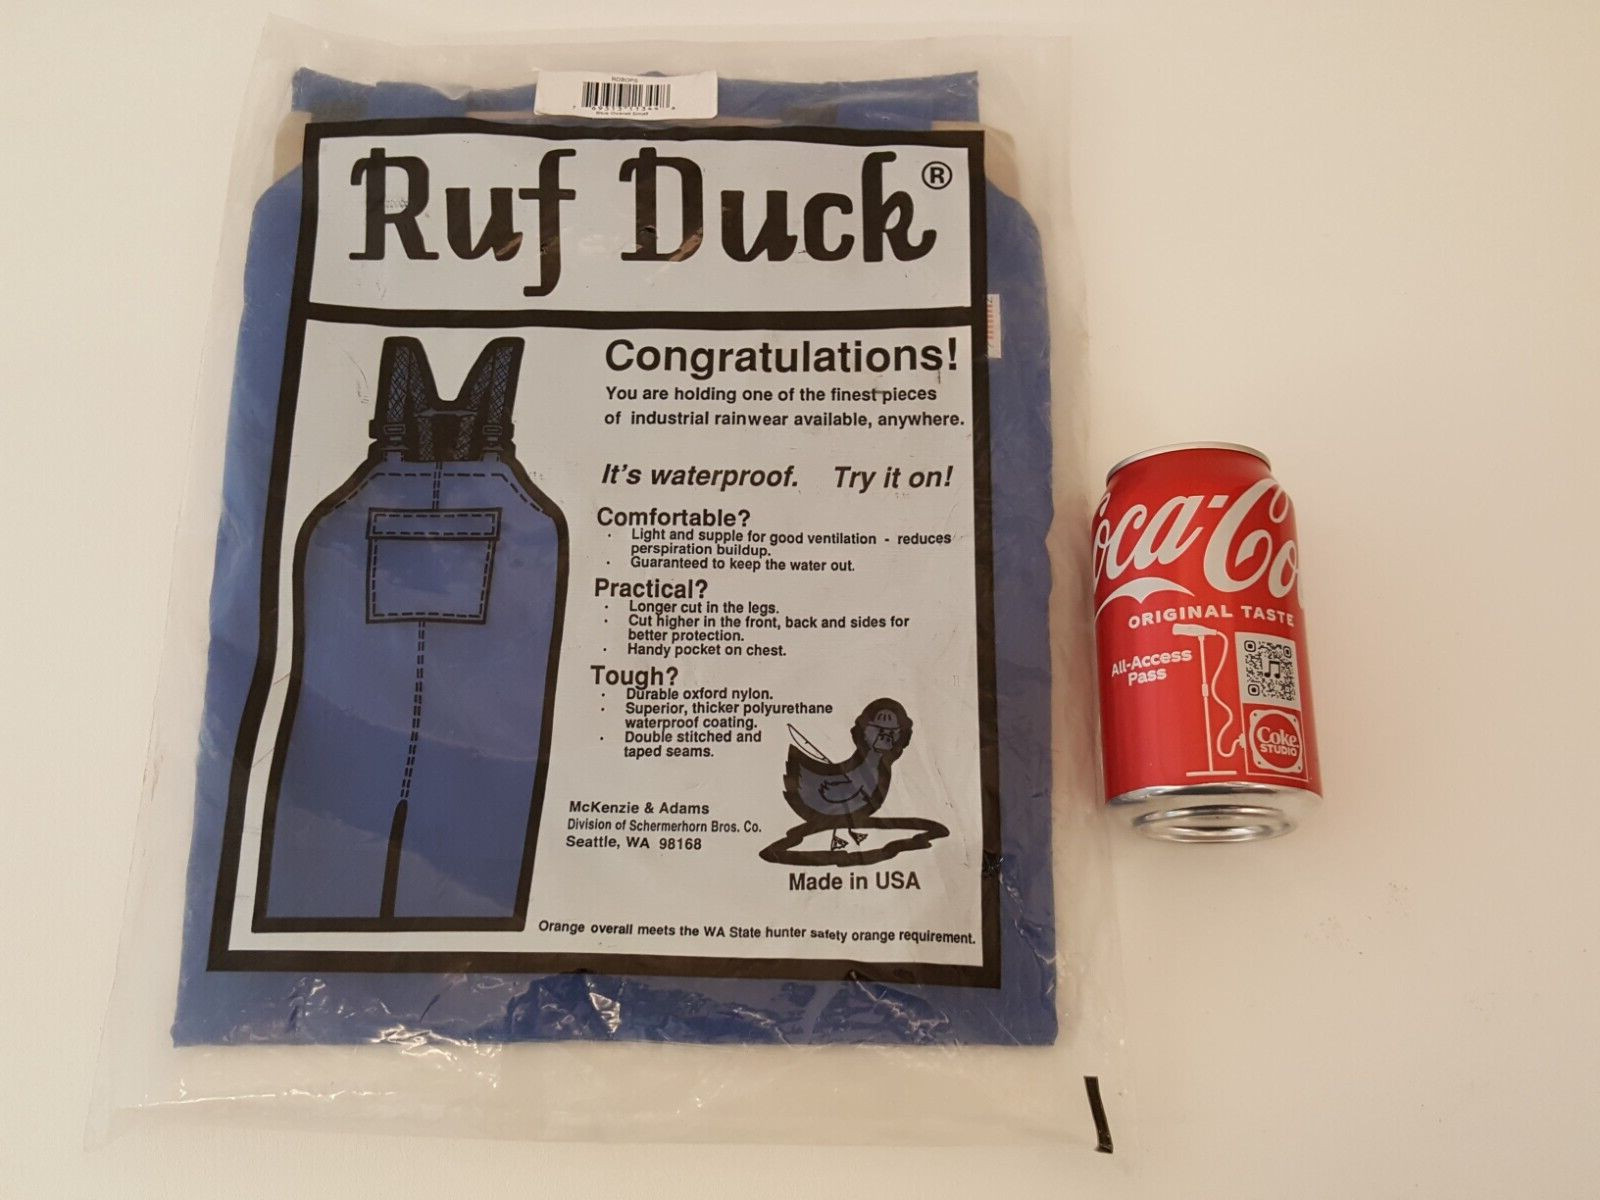 RDBOPS
Blue Overall Small
Ruf Duck®
Congratulations!
You are holding one of the finest pieces
of industrial rainwear available, anywhere.
It's waterproof. Try it on!
Comfortable?
· Light and supple for good ventilation - reduces
perspiration buildup.
· Guaranteed to keep the water out.
Practical?
· Longer cut in the legs.
· Cut higher in the front, back and sides for
better protection.
· Handy pocket on chest.
Tough?
· Durable oxford nylon.
· Superior, thicker polyurethane
waterproof coating.
· Double stitched and
taped seams.
McKenzie & Adams
Division of Schermerhorn Bros. Co.
Seattle, WA 98168
Made in USA
Orange overall meets the WA State hunter safety orange requirement.
oca-Co
ORIGINAL TASTE
All-Access
Pass
Coke
STUDIO